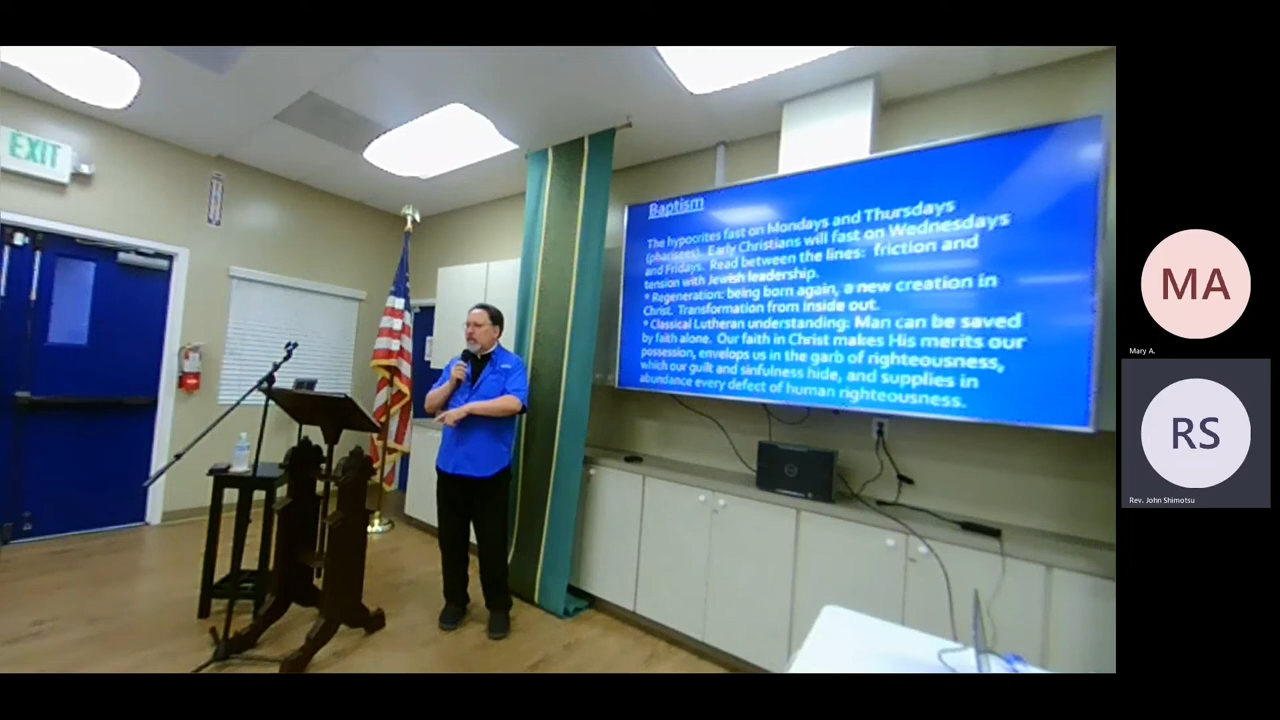 EXIT
Baptism
The hypocrites fast on Mondays and Thursdays
(pharisees). Early Christians will fast on Wednesdays
and Fridays. Read between the lines: friction and
tension with Jewish leadership.
* Regeneration: being born again, a new creation in
Christ. Transformation from inside out.
* Classical Lutheran understanding: Man can be saved
by faith alone. Our faith in Christ makes His merits our
possession, envelops us in the garb of righteousness,
which our guilt and sinfulness hide, and supplies in
abundance every defect of human righteousness.
MA
Mary A.
RS
Rev. John Shimotsu